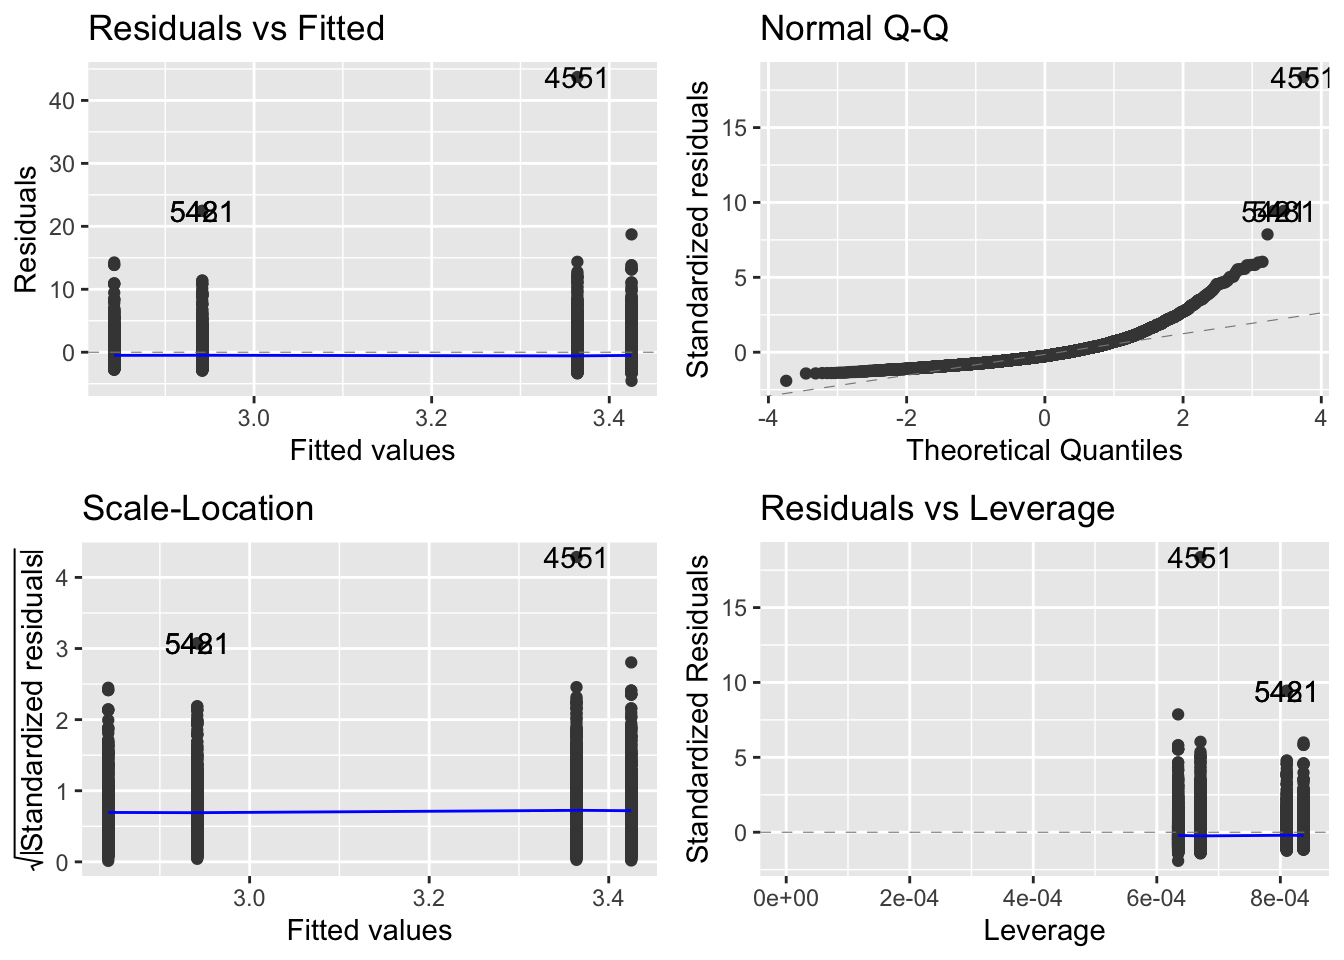 Residuals vs Fitted
4551
5481
40
30
20
10
0
Residuals
3.0
3.2
3.4
Fitted values
Normal Q-Q
4551
15
10
5
0
Standardized residuals
-4
-2
0
2
4
Theoretical Quantiles
Scale-Location
4551
4
3
2
1
0
√|Standardized residuals|
3.0
3.2
3.4
Fitted values
Residuals vs Leverage
4551
15
10
5
0
Standardized Residuals
0e+00
2e-04
4e-04
6e-04
8e-04
Leverage